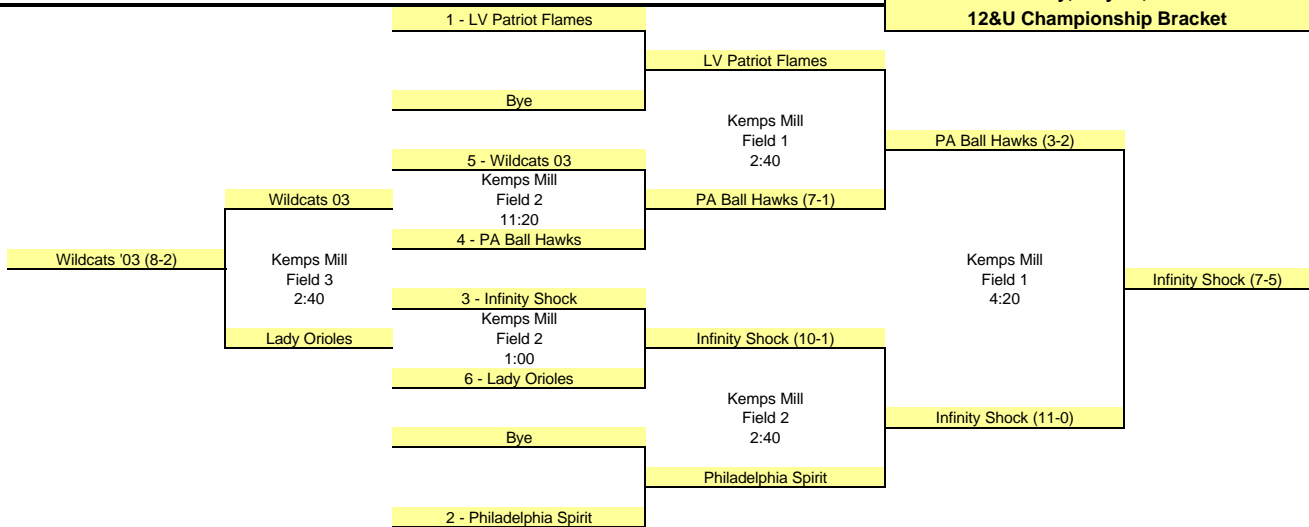 1 - LV Patriot Flames
12&U Championship Bracket
LV Patriot Flames
Bye
Kemps Mill
Field 1
2:40
PA Ball Hawks (3-2)
5 - Wildcats 03
Kemps Mill
Field 2
11:20
Wildcats 03
PA Ball Hawks (7-1)
4 - PA Ball Hawks
Wildcats '03 (8-2)
Kemps Mill
Field 3
2:40
Kemps Mill
Field 1
4:20
Infinity Shock (7-5)
3 - Infinity Shock
Kemps Mill
Field 2
1:00
Lady Orioles
Infinity Shock (10-1)
6 - Lady Orioles
Kemps Mill
Field 2
2:40
Infinity Shock (11-0)
Bye
Philadelphia Spirit
2 - Philadelphia Spirit